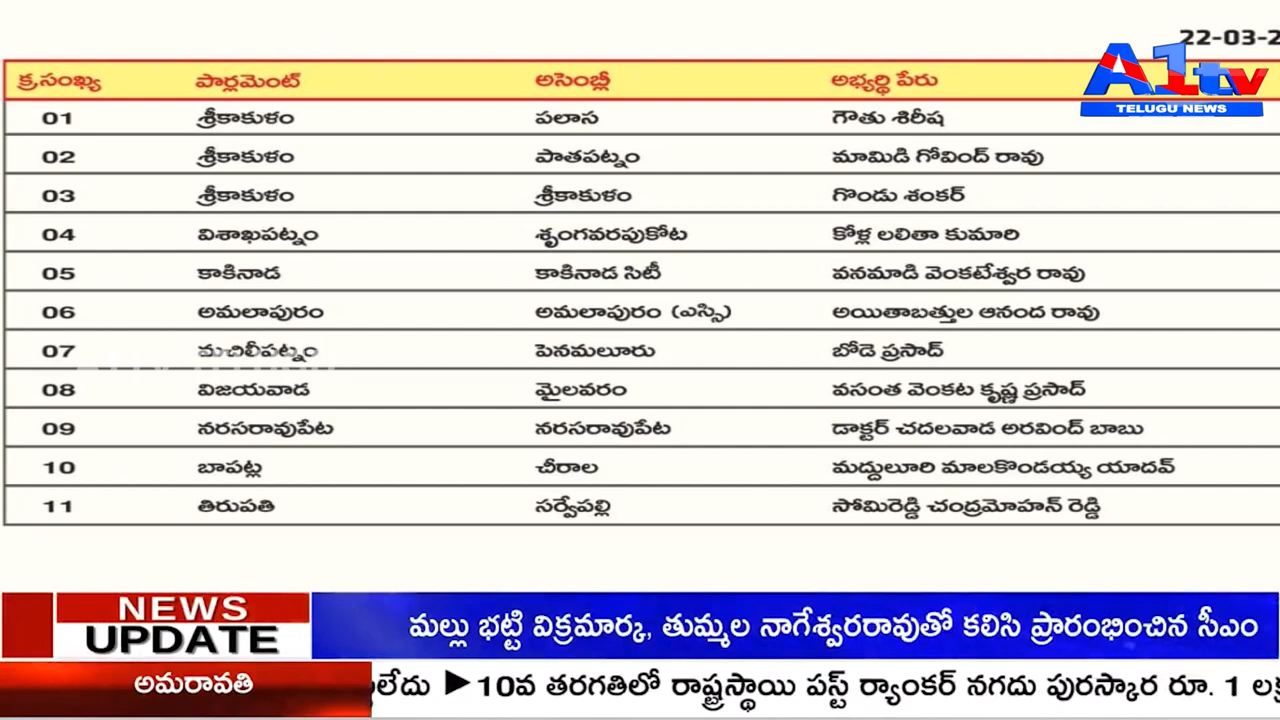 22-03-2
A1tv
TELUGU NEWS
క్ర.సంఖ్య పార్లమెంట్ అసెంబ్లీ అభ్యర్థి పేరు
01 శ్రీకాకుళం పలాస గౌతు శిరీష
02 శ్రీకాకుళం పాతపట్నం మామిడి గోవింద్ రావు
03 శ్రీకాకుళం శ్రీకాకుళం గొండు శంకర్
04 విశాఖపట్నం శృంగవరపుకోట కోళ్ల లలితా కుమారి
05 కాకినాడ కాకినాడ సిటీ వనమాడి వెంకటేశ్వర రావు
06 అమలాపురం అమలాపురం (ఎస్సి) అయితాబత్తుల ఆనంద రావు
07 మచిలీపట్నం పెనమలూరు బోడె ప్రసాద్
08 విజయవాడ మైలవరం వసంత వెంకట కృష్ణ ప్రసాద్
09 నరసరావుపేట నరసరావుపేట డాక్టర్ చదలవాడ అరవింద్ బాబు
10 బాపట్ల చీరాల మద్దులూరి మాలకొండయ్య యాదవ్
11 తిరుపతి సర్వేపల్లి సోమిరెడ్డి చంద్రమోహన్ రెడ్డి
NEWS
UPDATE
మల్లు భట్టి విక్రమార్క, తుమ్మల నాగేశ్వరరావుతో కలిసి ప్రారంభించిన సీఎం
అమరావతి
లేదు ▶10వ తరగతిలో రాష్ట్రస్థాయి పస్ట్ ర్యాంకర్ నగదు పురస్కార రూ. 1 లక్